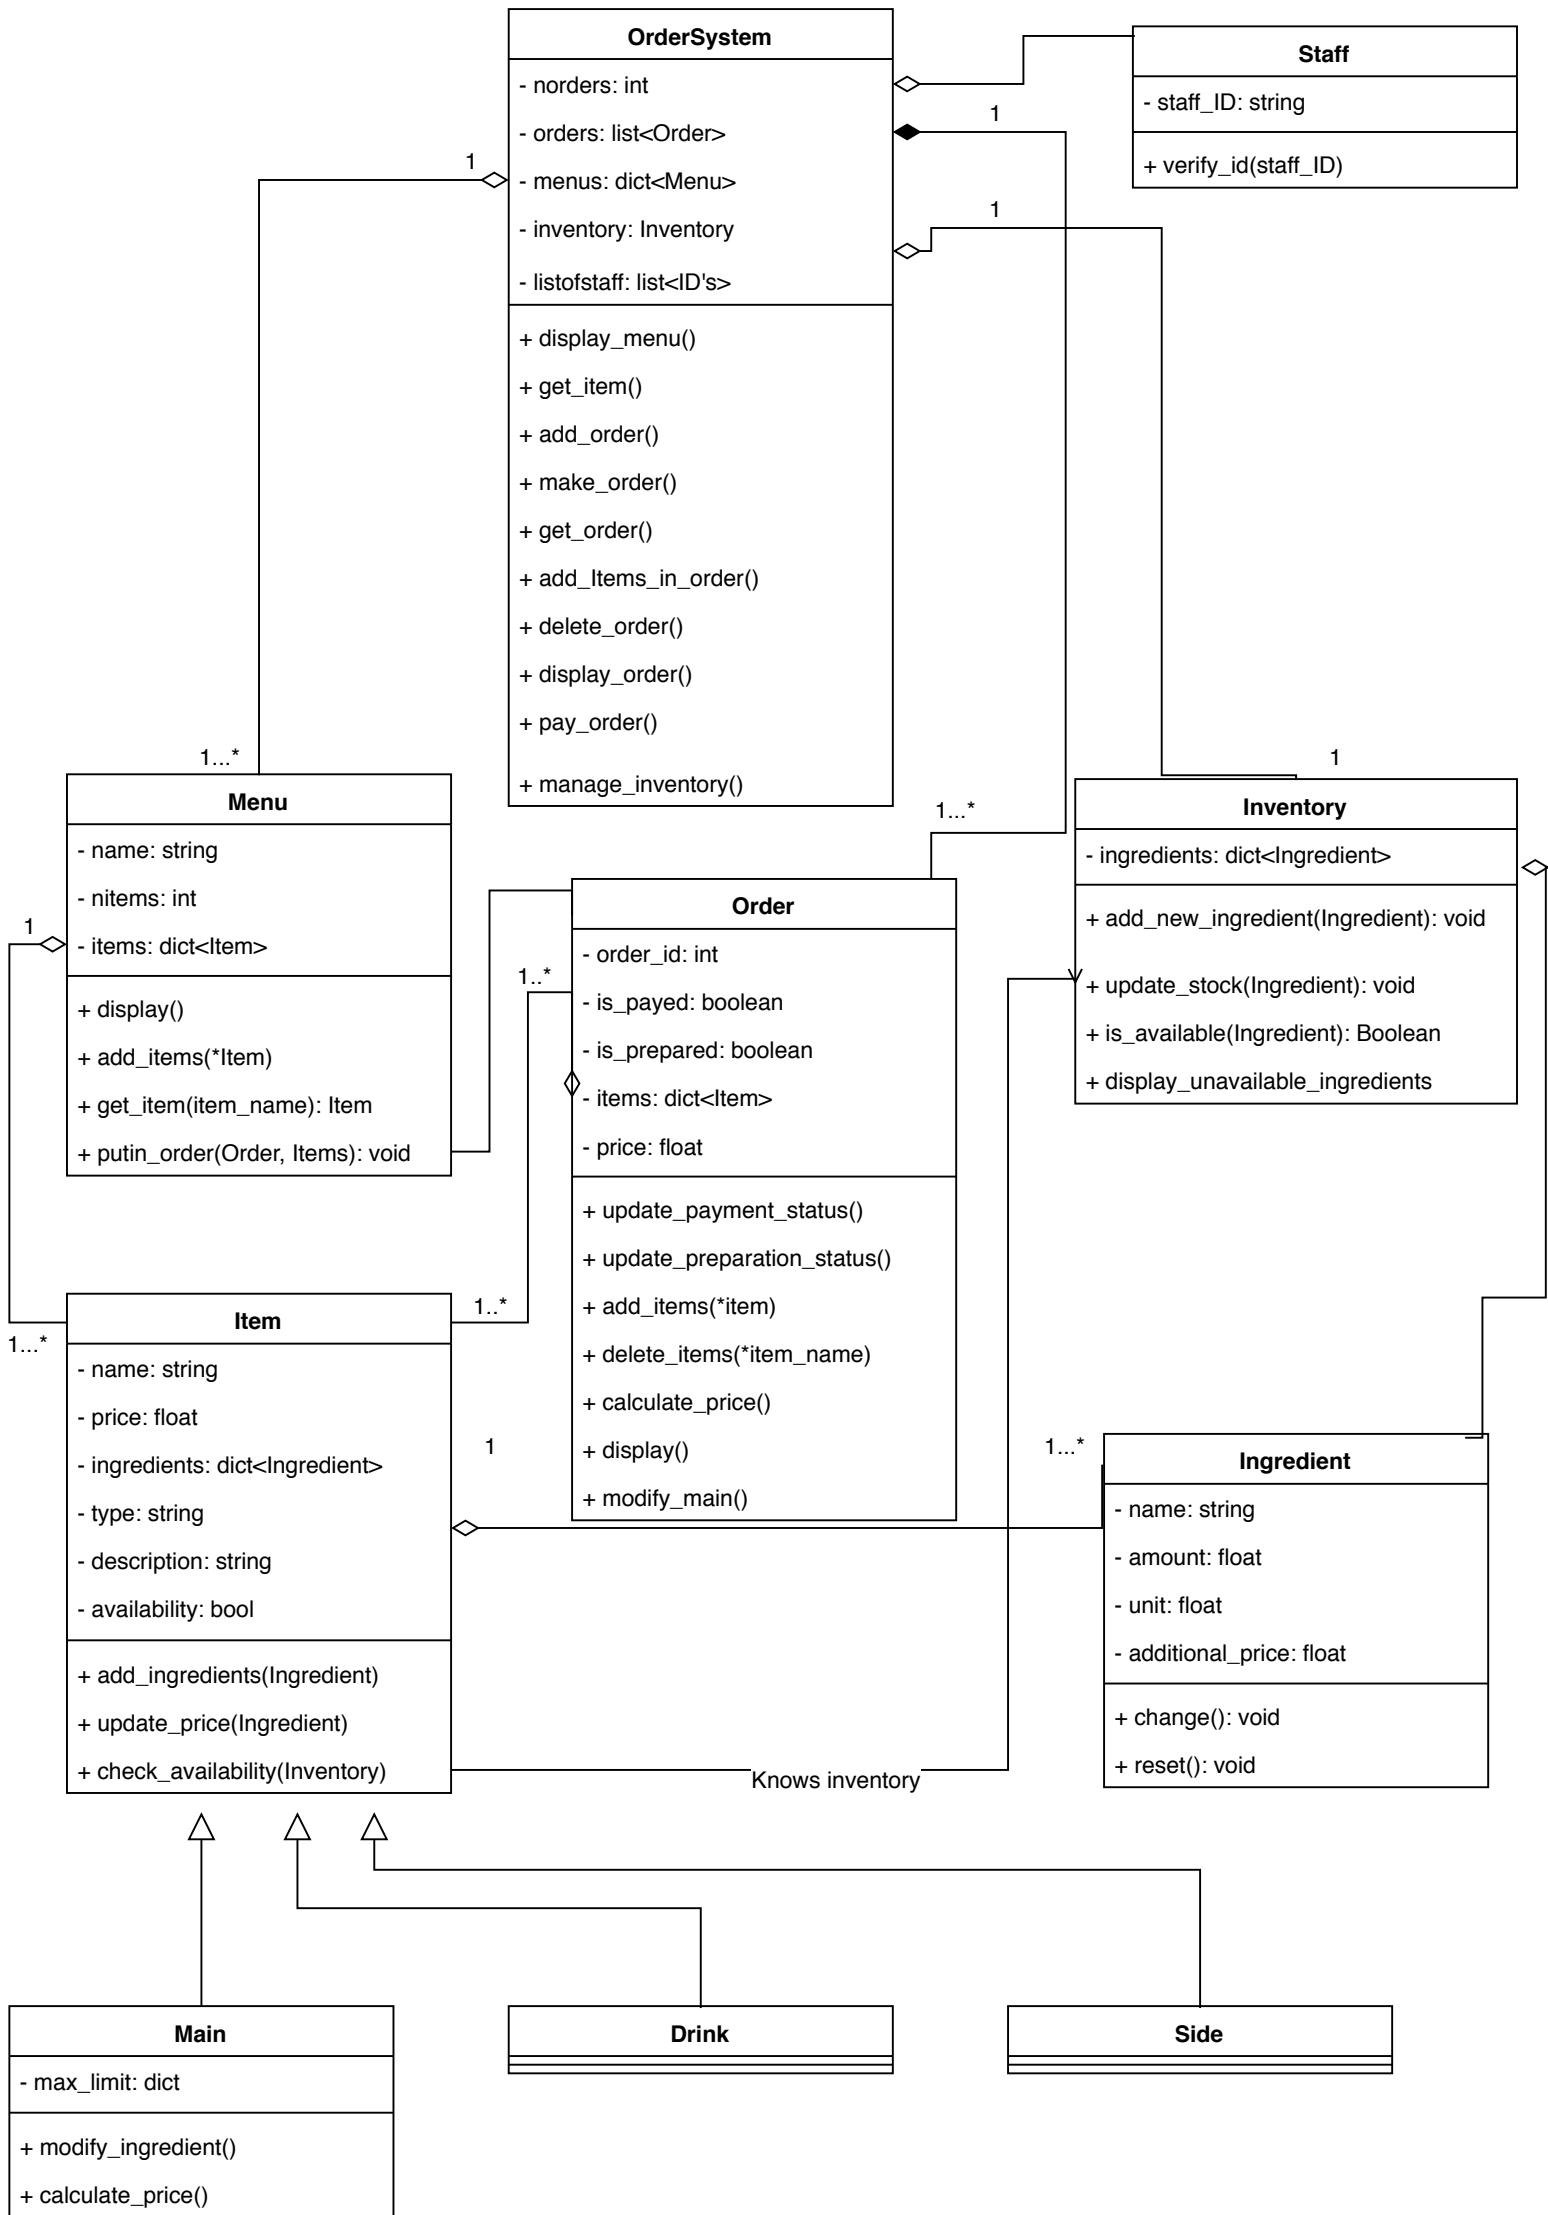 OrderSystem
- norders: int
- orders: list<Order>
- menus: dict<Menu>
- inventory: Inventory
- listofstaff: list<ID's>
+ display_menu()
+ get_item()
+ add_order()
+ make_order()
+ get_order()
+ add_Items_in_order()
+ delete_order()
+ display_order()
+ pay_order()
+ manage_inventory()
Staff
- staff_ID: string
+ verify_id(staff_ID)
1
1
1
1...*
1...*
1
Menu
- name: string
- nitems: int
- items: dict<Item>
+ display()
+ add_items(*Item)
+ get_item(item_name): Item
+ putin_order(Order, Items): void
1
1...*
Order
- order_id: int
- is_payed: boolean
- is_prepared: boolean
- items: dict<Item>
- price: float
+ update_payment_status()
+ update_preparation_status()
+ add_items(*item)
+ delete_items(*item_name)
+ calculate_price()
+ display()
+ modify_main()
1..*
1..*
Inventory
- ingredients: dict<Ingredient>
+ add_new_ingredient(Ingredient): void
+ update_stock(Ingredient): void
+ is_available(Ingredient): Boolean
+ display_unavailable_ingredients
Item
- name: string
- price: float
- ingredients: dict<Ingredient>
- type: string
- description: string
- availability: bool
+ add_ingredients(Ingredient)
+ update_price(Ingredient)
+ check_availability(Inventory)
1
1...*
Ingredient
- name: string
- amount: float
- unit: float
- additional_price: float
+ change(): void
+ reset(): void
Knows inventory
Main
- max_limit: dict
+ modify_ingredient()
+ calculate_price()
Drink
Side